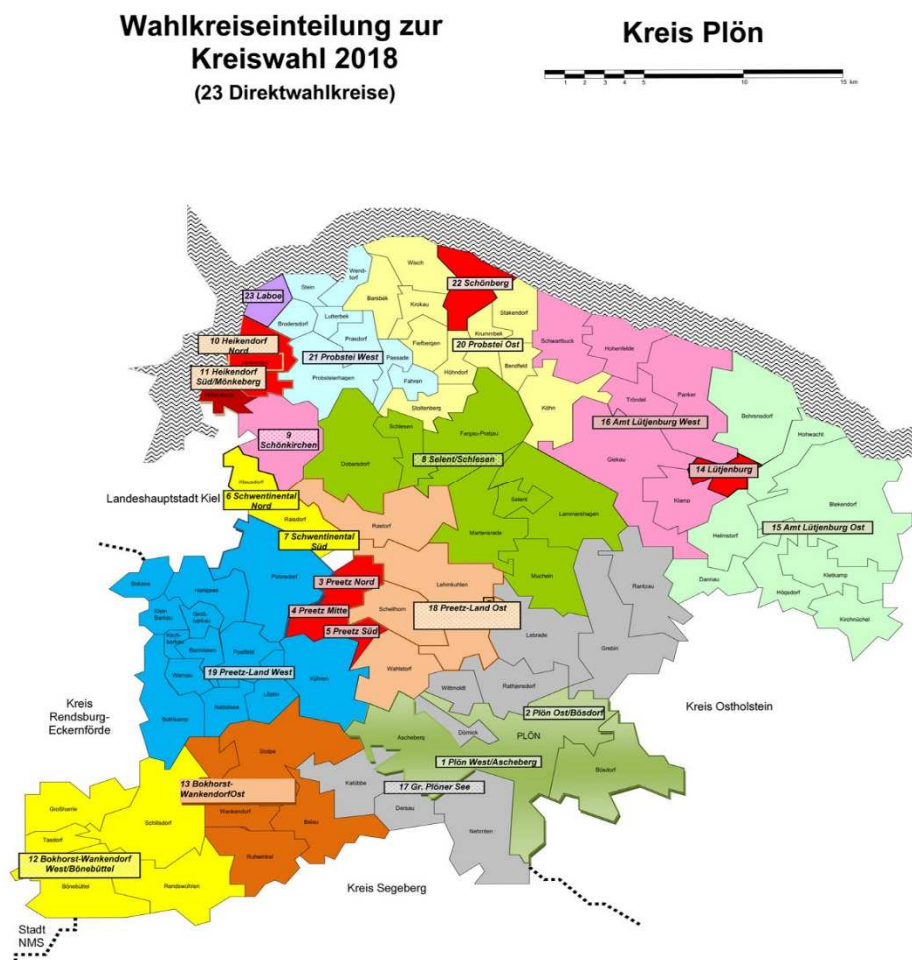 Wahlkreiseinteilung zur
Kreiswahl 2018
(23 Direktwahlkreise)
Kreis Plön
1 2 3 4 5 10 15 km
Wisch
Wend-
torf
22 Schönberg
Stein
23 Laboe
Barsbek
Krokau
Stakendorf
Lutterbek
Brodersdorf
Krummbek
10 Heikendorf
Nord
Prasdorf
Fiefbergen
20 Probstei Ost
Schwartbuck
Hohenfelde
21 Probstei West
Passade
Bendfeld
Höhndorf
11 Heikendorf
Süd/Mönkeberg
Probsteierhagen
Fahren
Panker
Tröndel
Stoltenberg
Köhn
Behrensdorf
16 Amt Lütjenburg West
Schlesen
Fargau-Pratjau
Hohwacht
9
Schönkirchen
Dobersdorf
8 Selent/Schlesen
Giekau
14 Lütjenburg
Klausdorf
Landeshauptstadt Kiel
6 Schwentinental
Nord
Selent
Klamp
Blekendorf
Raisdorf
Lammershagen
15 Amt Lütjenburg Ost
Rastorf
7 Schwentinental
Süd
Martensrade
Helmstorf
Pohnsdorf
Kletkamp
Dannau
Boksee
3 Preetz Nord
Lehmkuhlen
Mucheln
Rantzau
Högsdorf
Honigsee
Klein
Barkau
Groß-
barkau
4 Preetz Mitte
Schellhorn
18 Preetz-Land Ost
Kirchnüchel
5 Preetz Süd
Lebrade
Kirch-
barkau
Barmissen
Postfeld
Grebin
Warnau
19 Preetz-Land West
Kühren
Wahlstorf
Wittmoldt
Rathjensdorf
Löptin
Nettelsee
Kreis
Rendsburg-
Eckernförde
Bothkamp
Kreis Ostholstein
2 Plön Ost/Bösdorf
Dörnick
PLÖN
Ascheberg
Stolpe
1 Plön West/Ascheberg
Bösdorf
13 Bokhorst-
WankendorfOst
Kalübbe
17 Gr. Plöner See
Großharrie
Dersau
Wankendorf
Belau
Schillsdorf
Tasdorf
Nehmten
Ruhwinkel
12 Bokhorst-Wankendorf
West/Bönebüttel
Bönebüttel
Rendswühren
Kreis Segeberg
Stadt
NMS